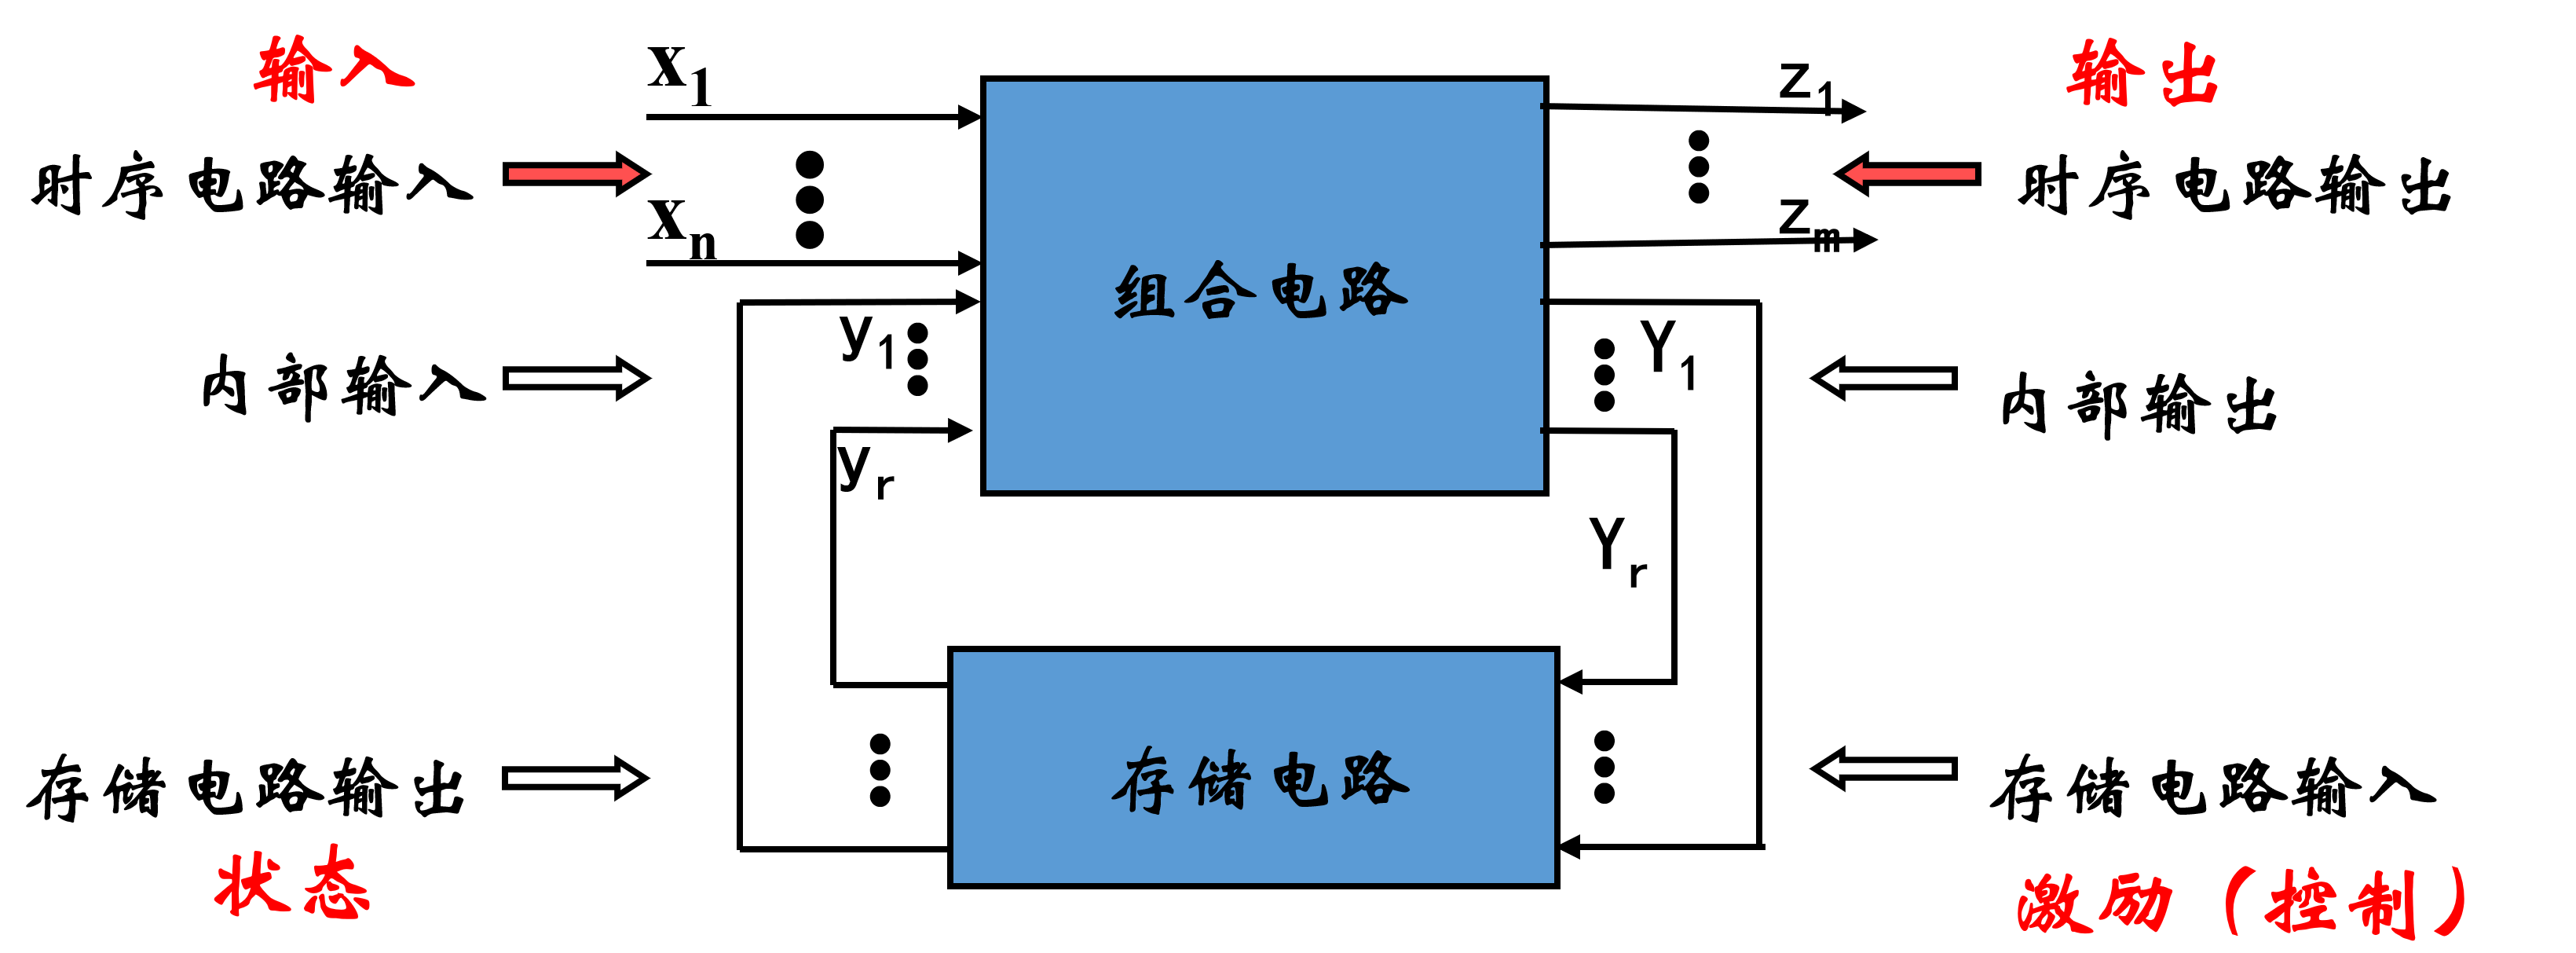 输入
x1
z1
输出
时序电路输入
时序电路输出
xn
zm
组合电路
y1
Y1
内部输入
内部输出
yr
Yr
存储电路输出
存储电路
存储电路输入
状态
激励（控制）